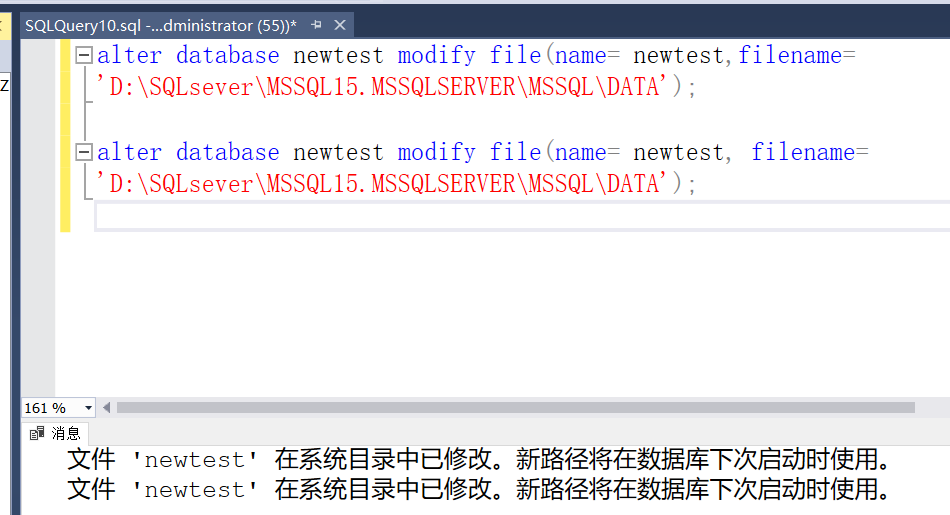 SQLQuery10.sql -...dministrator (55))*
Z
alter database newtest modify file(name= newtest,filename=
'D:\SQLsever\MSSQL15.MSSQLSERVER\MSSQL\DATA');
alter database newtest modify file(name= newtest, filename=
'D:\SQLsever\MSSQL15.MSSQLSERVER\MSSQL\DATA');
161 %
消息
文件 'newtest' 在系统目录中已修改。新路径将在数据库下次启动时使用。
文件 'newtest' 在系统目录中已修改。新路径将在数据库下次启动时使用。